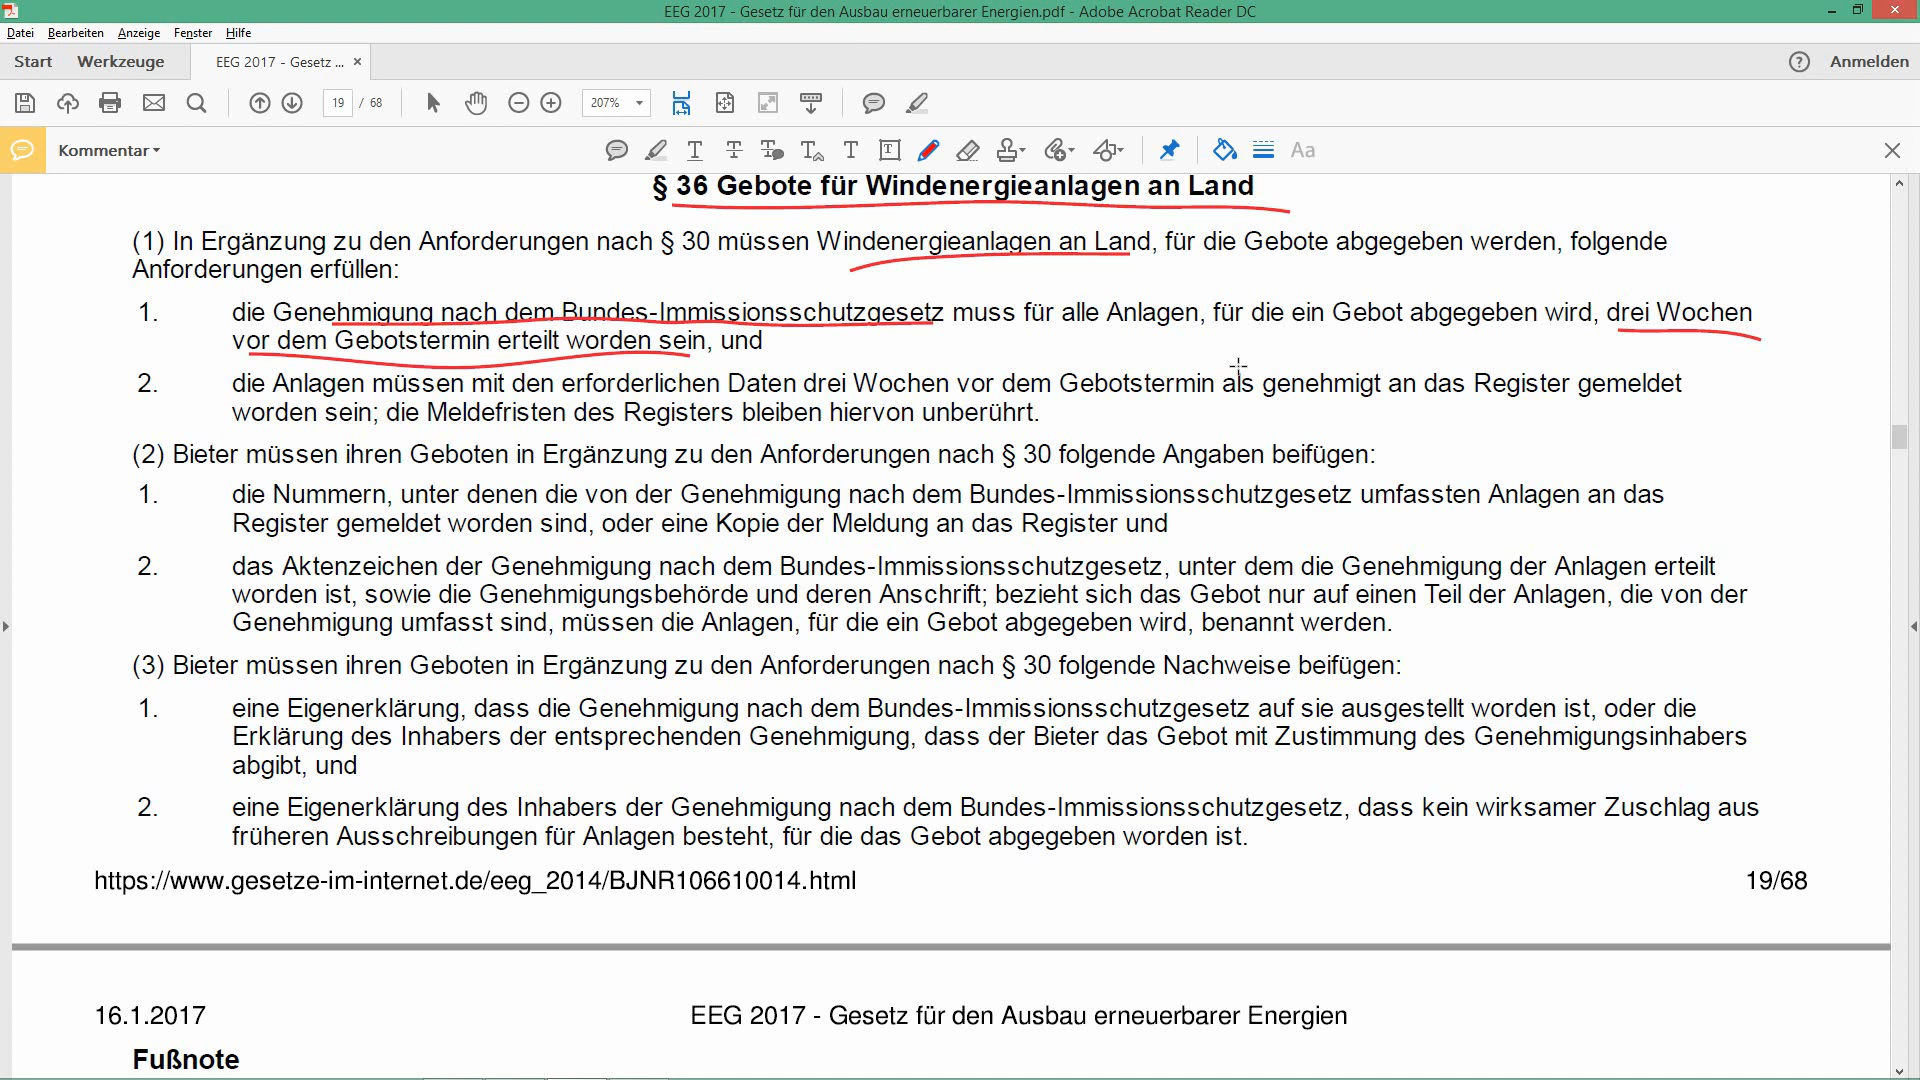 EEG 2017 - Gesetz für den Ausbau erneuerbarer Energien.pdf - Adobe Acrobat Reader DC
Datei Bearbeiten Anzeige Fenster Hilfe
Start Werkzeuge EEG 2017 - Gesetz ... × ? Anmelden
19 / 68 207%
Kommentar T T T T T T Aa
§ 36 Gebote für Windenergieanlagen an Land
(1) In Ergänzung zu den Anforderungen nach § 30 müssen Windenergieanlagen an Land, für die Gebote abgegeben werden, folgende
Anforderungen erfüllen:
1. die Genehmigung nach dem Bundes-Immissionsschutzgesetz muss für alle Anlagen, für die ein Gebot abgegeben wird, drei Wochen
vor dem Gebotstermin erteilt worden sein, und
2. die Anlagen müssen mit den erforderlichen Daten drei Wochen vor dem Gebotstermin als genehmigt an das Register gemeldet
worden sein; die Meldefristen des Registers bleiben hiervon unberührt.
(2) Bieter müssen ihren Geboten in Ergänzung zu den Anforderungen nach § 30 folgende Angaben beifügen:
1. die Nummern, unter denen die von der Genehmigung nach dem Bundes-Immissionsschutzgesetz umfassten Anlagen an das
Register gemeldet worden sind, oder eine Kopie der Meldung an das Register und
2. das Aktenzeichen der Genehmigung nach dem Bundes-Immissionsschutzgesetz, unter dem die Genehmigung der Anlagen erteilt
worden ist, sowie die Genehmigungsbehörde und deren Anschrift; bezieht sich das Gebot nur auf einen Teil der Anlagen, die von der
Genehmigung umfasst sind, müssen die Anlagen, für die ein Gebot abgegeben wird, benannt werden.
(3) Bieter müssen ihren Geboten in Ergänzung zu den Anforderungen nach § 30 folgende Nachweise beifügen:
1. eine Eigenerklärung, dass die Genehmigung nach dem Bundes-Immissionsschutzgesetz auf sie ausgestellt worden ist, oder die
Erklärung des Inhabers der entsprechenden Genehmigung, dass der Bieter das Gebot mit Zustimmung des Genehmigungsinhabers
abgibt, und
2. eine Eigenerklärung des Inhabers der Genehmigung nach dem Bundes-Immissionsschutzgesetz, dass kein wirksamer Zuschlag aus
früheren Ausschreibungen für Anlagen besteht, für die das Gebot abgegeben worden ist.
https://www.gesetze-im-internet.de/eeg_2014/BJNR106610014.html 19/68
16.1.2017 EEG 2017 - Gesetz für den Ausbau erneuerbarer Energien
Fußnote